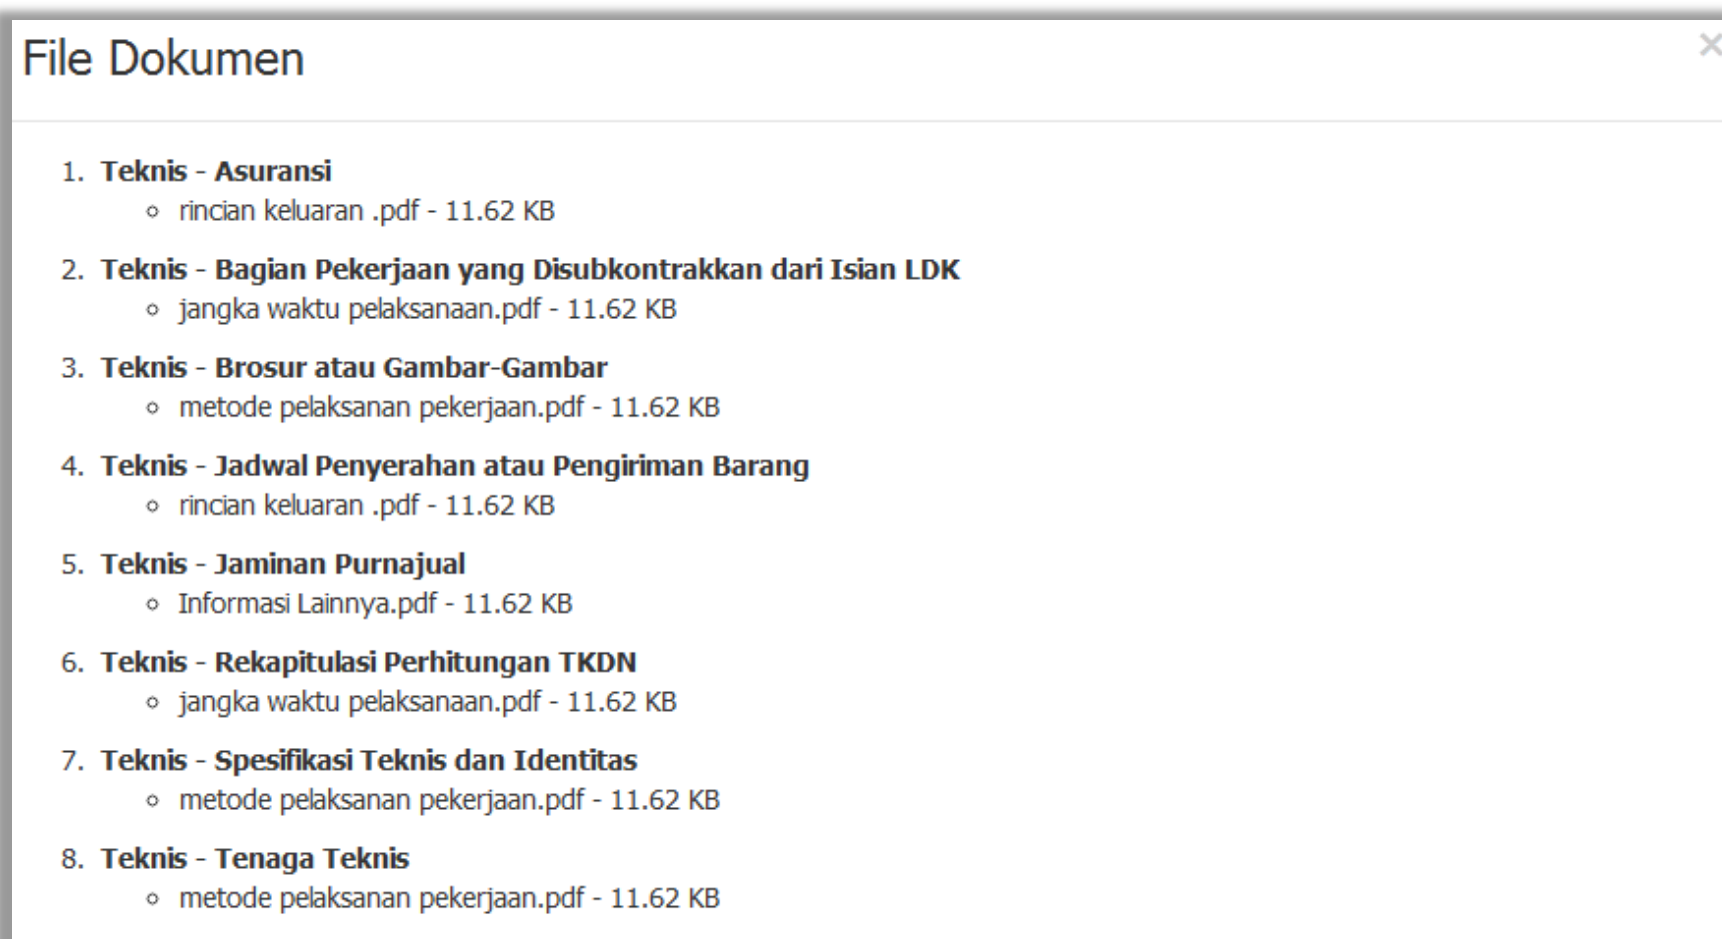 File Dokumen ×
1. Teknis - Asuransi
rincian keluaran .pdf - 11.62 KB
2. Teknis - Bagian Pekerjaan yang Disubkontrakkan dari Isian LDK
jangka waktu pelaksanaan.pdf - 11.62 KB
3. Teknis - Brosur atau Gambar-Gambar
metode pelaksanan pekerjaan.pdf - 11.62 KB
4. Teknis - Jadwal Penyerahan atau Pengiriman Barang
rincian keluaran .pdf - 11.62 KB
5. Teknis - Jaminan Purnajual
Informasi Lainnya.pdf - 11.62 KB
6. Teknis - Rekapitulasi Perhitungan TKDN
jangka waktu pelaksanaan.pdf - 11.62 KB
7. Teknis - Spesifikasi Teknis dan Identitas
metode pelaksanan pekerjaan.pdf - 11.62 KB
8. Teknis - Tenaga Teknis
metode pelaksanan pekerjaan.pdf - 11.62 KB